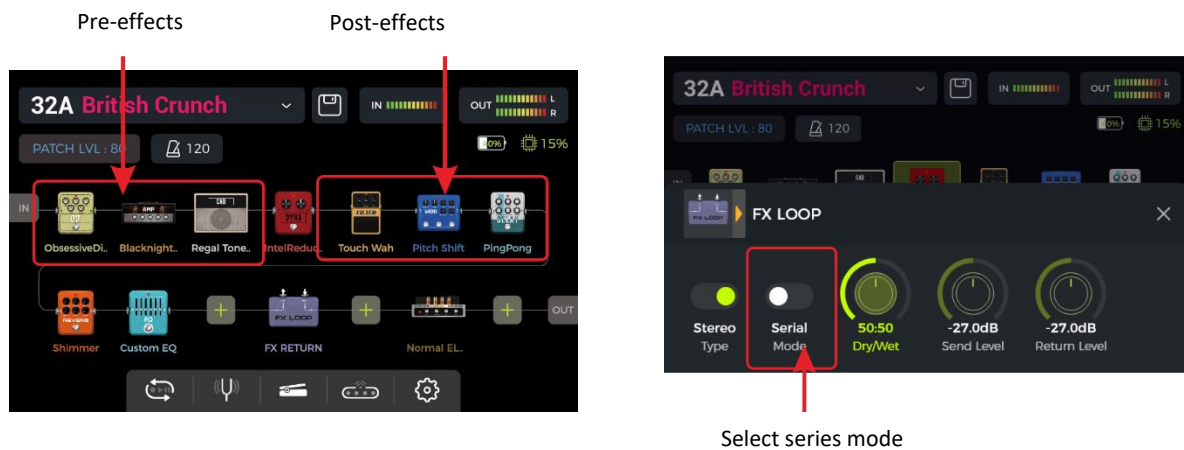 Pre-effects
Post-effects
32A British Crunch
IN
OUT
L
R
PATCH LVL : 80
120
0%
15%
IN
ObsessiveDi..
Blacknight..
CAB
Regal Tone..
IntelReduc..
Touch Wah
Pitch Shift
PingPong
Shimmer
Custom EQ
FX LOOP
FX RETURN
Normal EL..
OUT
32A British Crunch
IN
OUT
L
R
PATCH LVL : 80
120
0%
15%
FX LOOP
FX LOOP
Stereo
Type
Serial
Mode
50:50
Dry/Wet
-27.0dB
Send Level
-27.0dB
Return Level
Select series mode